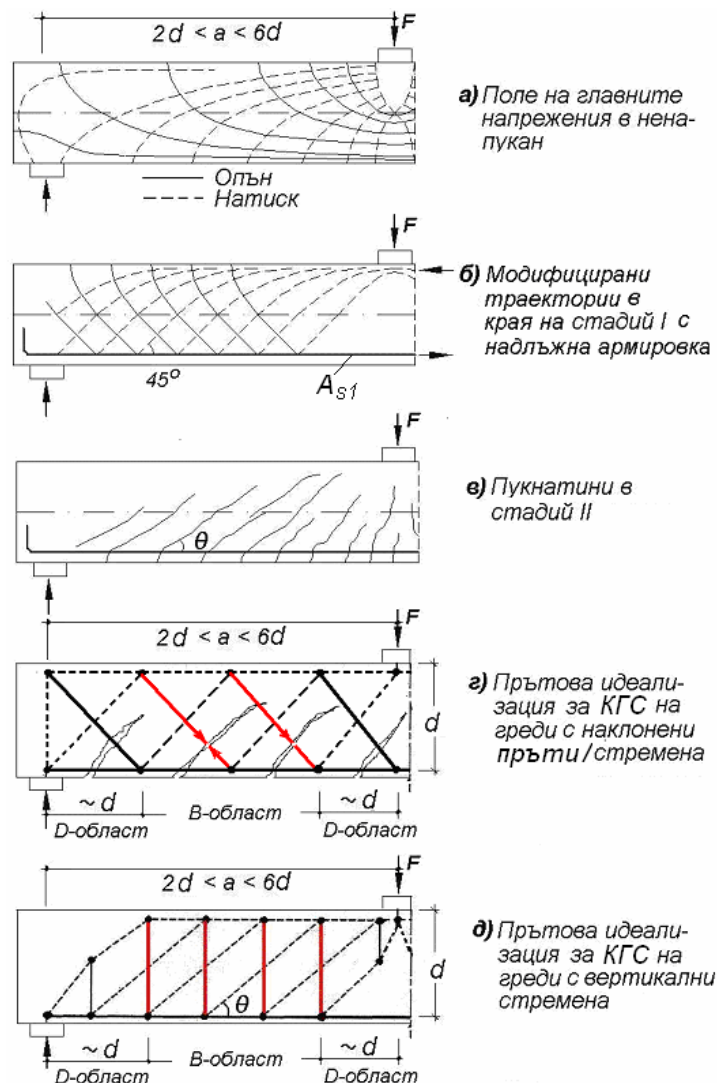 2d < a < 6d
F
а) Поле на главните
напрежения в нена-
пукан
Опън
Натиск
F
б) Модифицирани
траектории в
края на стадий I с
надлъжна армировка
45°
As1
F
в) Пукнатини в
стадий II
θ
F
2d < a < 6d
г) Прътова идеали-
зация за КГС на
греди с наклонени
пръти/стремена
d
~ d
В-област
~ d
D-област
D-област
F
2d < a < 6d
д) Прътова идеали-
зация за КГС на
греди с вертикални
стремена
d
θ
~ d
В-област
~ d
D-област
D-област